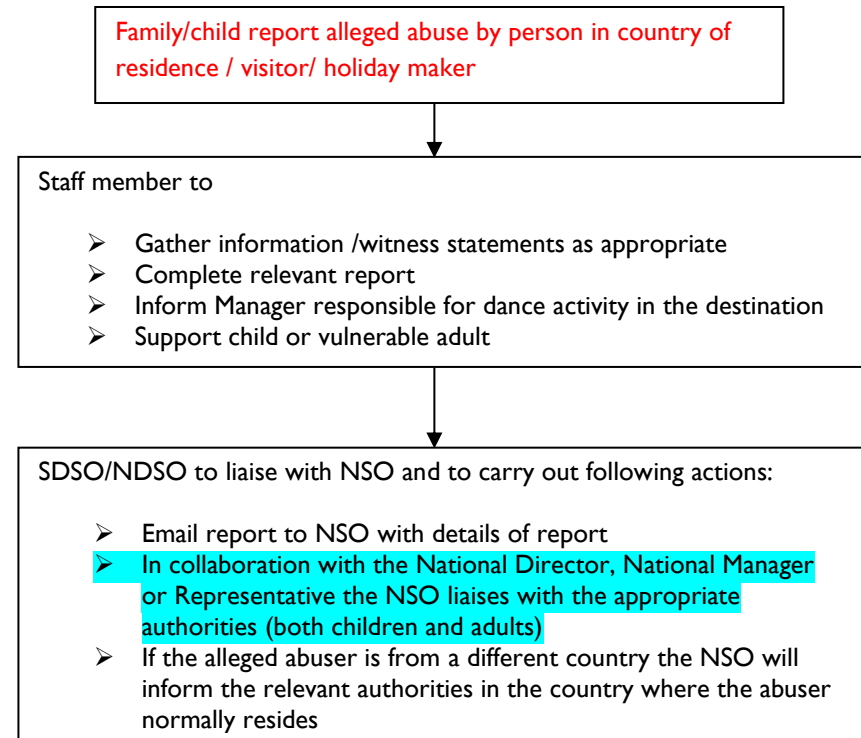 Family/child report alleged abuse by person in country of
residence / visitor/ holiday maker
Staff member to
➢ Gather information /witness statements as appropriate
➢ Complete relevant report
➢ Inform Manager responsible for dance activity in the destination
➢ Support child or vulnerable adult
SDSO/NDSO to liaise with NSO and to carry out following actions:
➢ Email report to NSO with details of report
➢ In collaboration with the National Director, National Manager
or Representative the NSO liaises with the appropriate
authorities (both children and adults)
➢ If the alleged abuser is from a different country the NSO will
inform the relevant authorities in the country where the abuser
normally resides